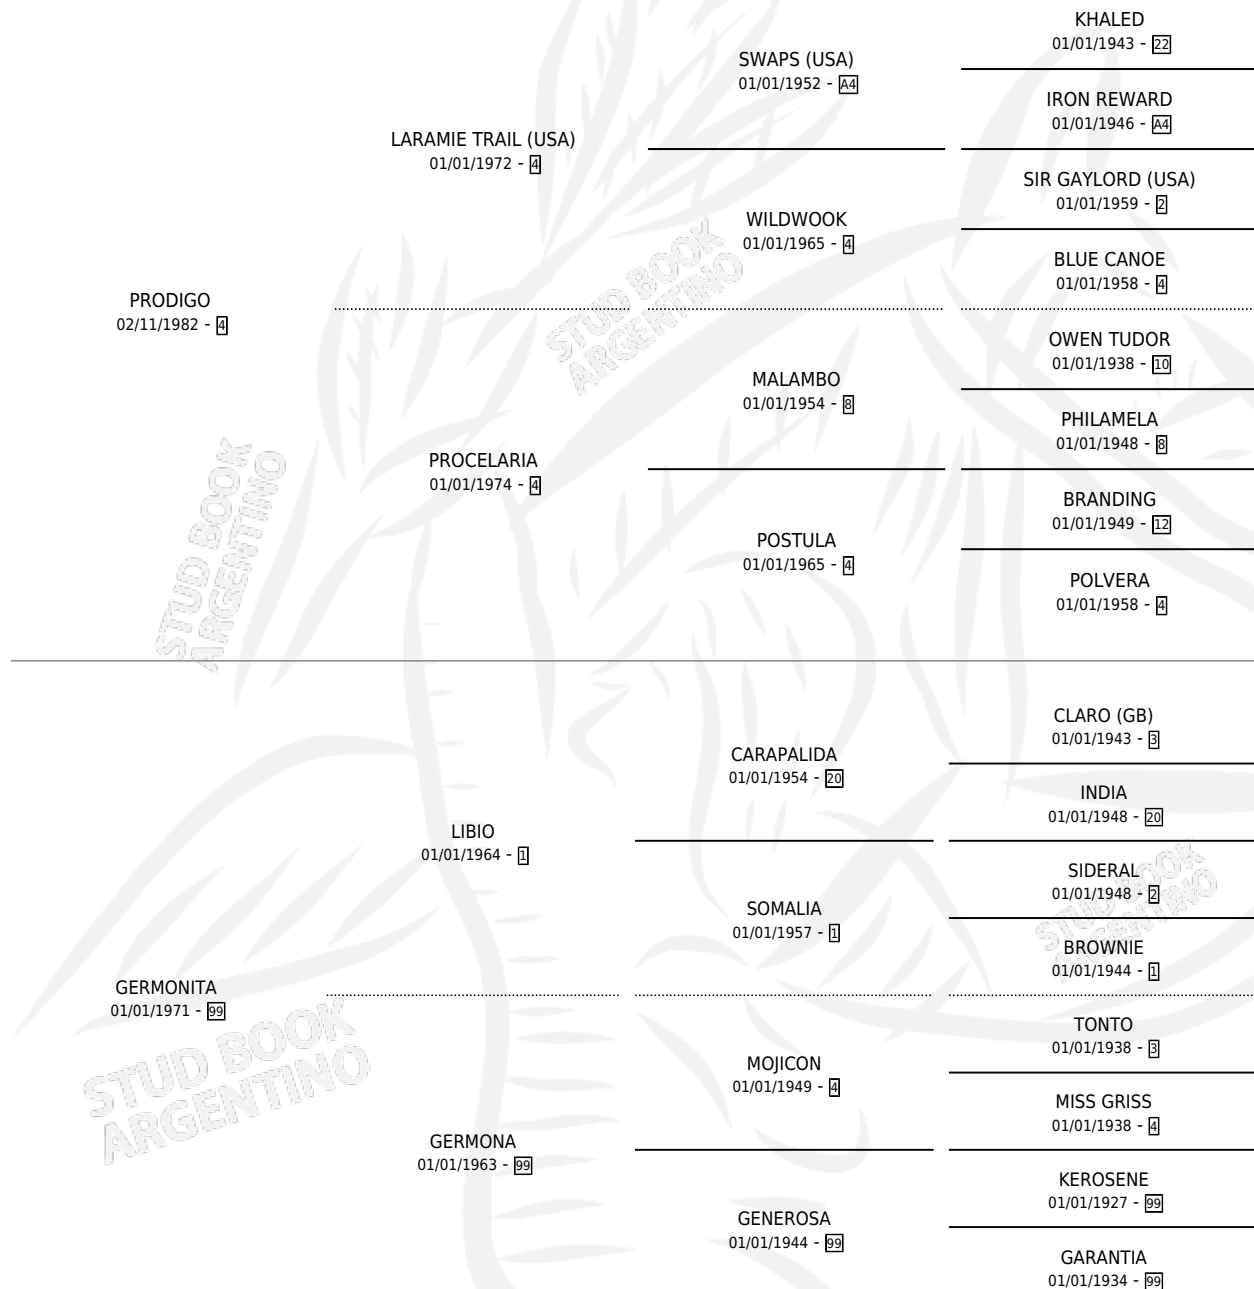 KHALED
01/01/1943 - 22
SWAPS (USA)
01/01/1952 - A4
IRON REWARD
01/01/1946 - A4
LARAMIE TRAIL (USA)
01/01/1972 - 4
SIR GAYLORD (USA)
01/01/1959 - 2
WILDWOOK
01/01/1965 - 4
BLUE CANOE
01/01/1958 - 4
PRODIGO
02/11/1982 - 4
OWEN TUDOR
01/01/1938 - 10
MALAMBO
01/01/1954 - 8
PHILAMELA
01/01/1948 - 8
PROCELARIA
01/01/1974 - 4
BRANDING
01/01/1949 - 12
POSTULA
01/01/1965 - 4
POLVERA
01/01/1958 - 4
CLARO (GB)
01/01/1943 - 3
CARAPALIDA
01/01/1954 - 20
INDIA
01/01/1948 - 20
LIBIO
01/01/1964 - 1
SIDERAL
01/01/1948 - 2
SOMALIA
01/01/1957 - 1
BROWNIE
01/01/1944 - 1
GERMONITA
01/01/1971 - 99
TONTO
01/01/1938 - 3
MOJICON
01/01/1949 - 4
MISS GRISS
01/01/1938 - 4
GERMONA
01/01/1963 - 99
KEROSENE
01/01/1927 - 99
GENEROSA
01/01/1944 - 99
GARANTIA
01/01/1934 - 99
STUD BOOK
ARGENTINO
STUD BOOK
ARGENTINO
STUD BOOK
ARGENTINO
STUD BOOK
ARGENTINO